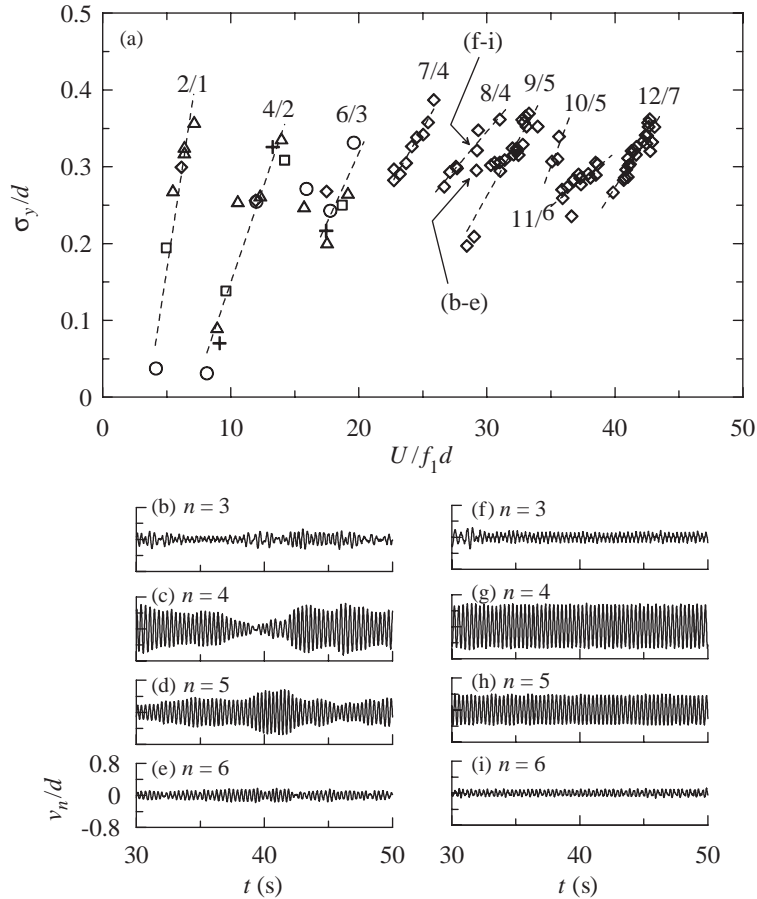 0.5
(a)
(f-i)
7/4
9/5
2/1
8/4
0.4
4/2
6/3
10/5
12/7
0.3
σy/d
0.2
11/6
(b-e)
0.1
0
0 10 20 30 40 50
U/f1d
(b) n = 3
(f) n = 3
(c) n = 4
(g) n = 4
(d) n = 5
(h) n = 5
(e) n = 6
(i) n = 6
0.8
vn/d
0
-0.8
30 40 50
30 40 50
t (s)
t (s)